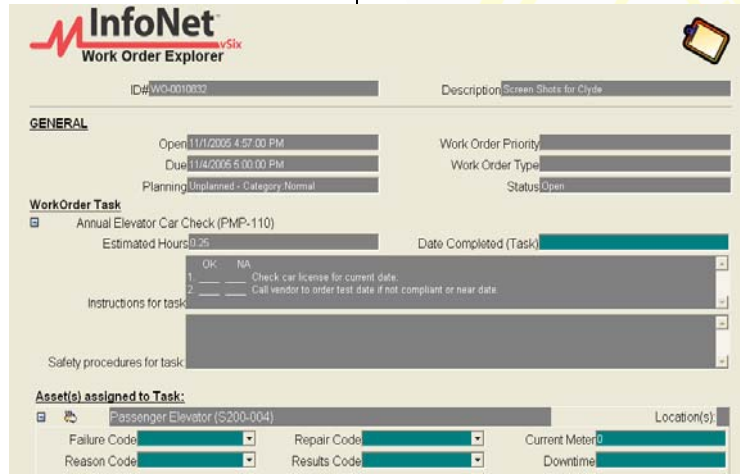 InfoNet
vSix
Work Order Explorer
ID# WO-0010832 Description Screen Shots for Clyde
GENERAL
Open 11/1/2005 4:57:00 PM Work Order Priority
Due 11/4/2005 5:00:00 PM Work Order Type
Planning Unplanned - Category:Normal Status Open
WorkOrder Task
Annual Elevator Car Check (PMP-110)
Estimated Hours 0.25 Date Completed (Task)
OK NA
1. ____ ____ Check car license for current date.
2. ____ ____ Call vendor to order test date if not compliant or near date.
Instructions for task
Safety procedures for task:
Asset(s) assigned to Task:
Passenger Elevator (S200-004) Location(s):
Failure Code Repair Code Current Meter 0
Reason Code Results Code Downtime